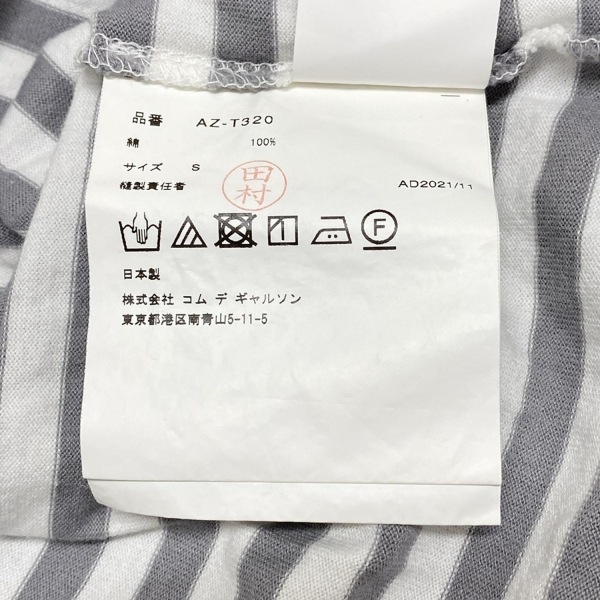 品番 AZ-T320
綿 100%
サイズ S
縫製責任者 田村 AD2021/11
F
日本製
株式会社 コム デ ギャルソン
東京都港区南青山5-11-5